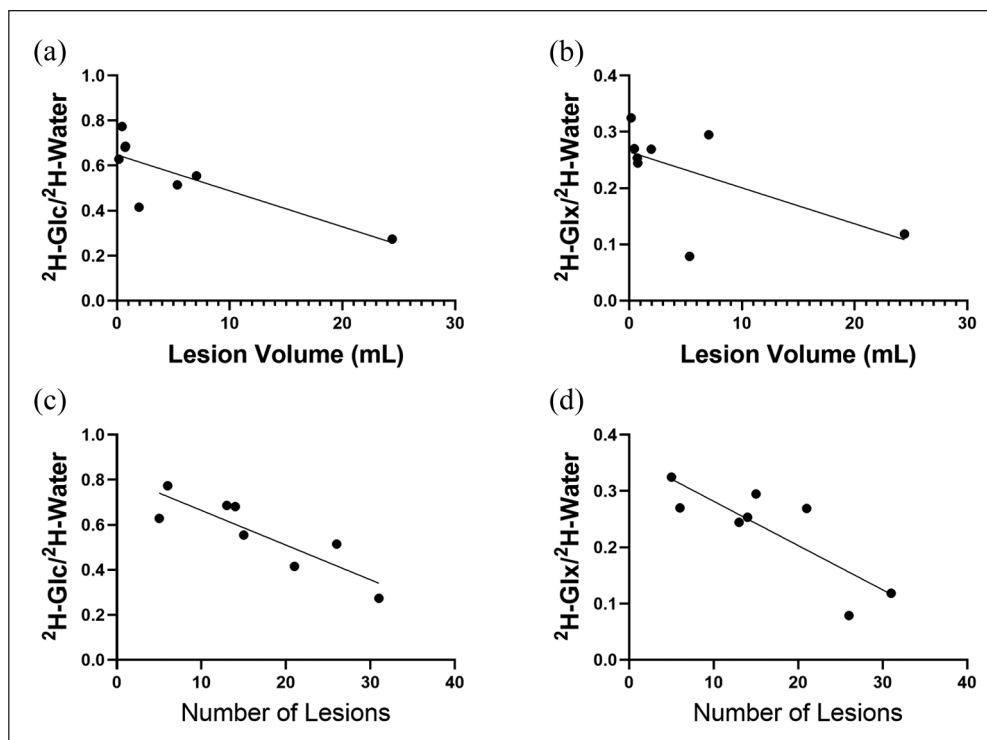 (a)
²H-Glc/²H-Water
1.0
0.8
0.6
0.4
0.2
0.0
0 10 20 30
Lesion Volume (mL)
(b)
²H-Glx/²H-Water
0.4
0.3
0.2
0.1
0.0
0 10 20 30
Lesion Volume (mL)
(c)
²H-Glc/²H-Water
1.0
0.8
0.6
0.4
0.2
0.0
0 10 20 30 40
Number of Lesions
(d)
²H-Glx/²H-Water
0.4
0.3
0.2
0.1
0.0
0 10 20 30 40
Number of Lesions